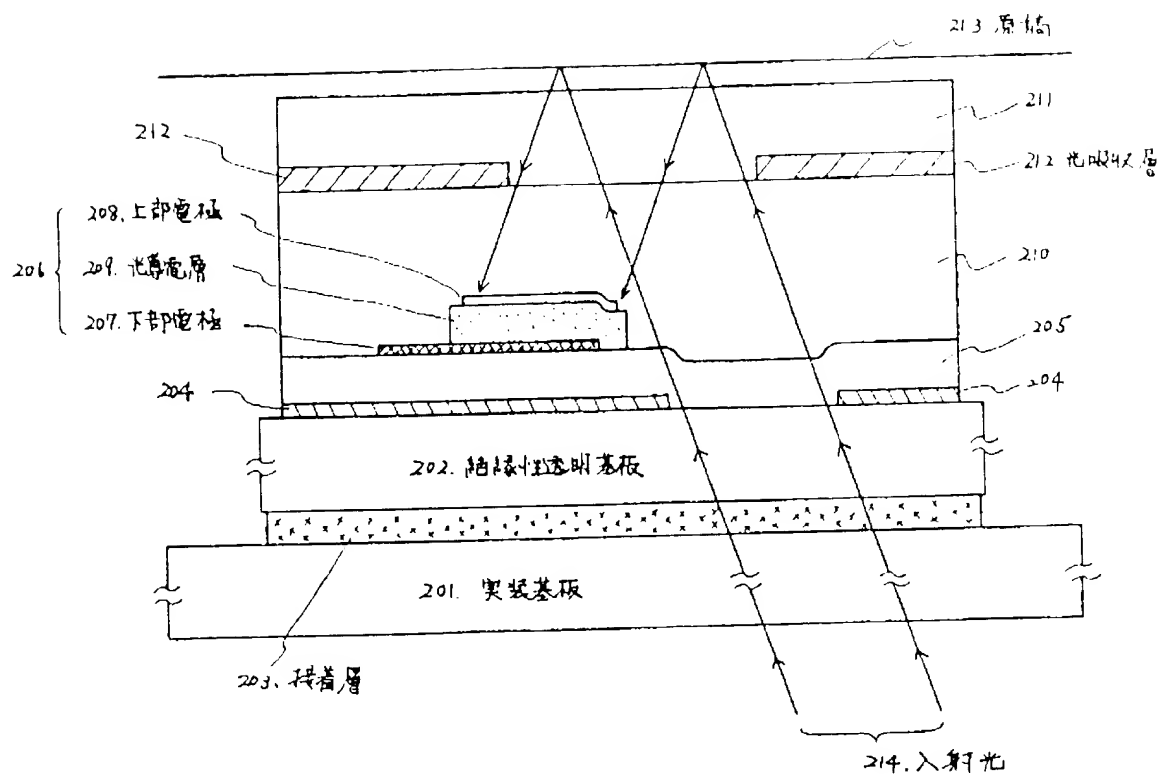 213 原稿
211
212
212 光吸収層
208. 上部電極
206
209. 光導電層
210
207. 下部電極
205
204
204
202. 絶縁性透明基板
201. 実装基板
203. 接着層
214. 入射光